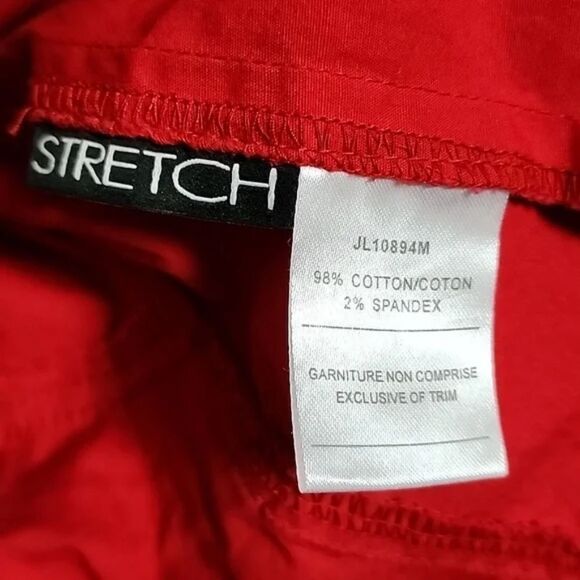 STRETCH
JL10894M
98% COTTON/COTON
2% SPANDEX
GARNITURE NON COMPRISE
EXCLUSIVE OF TRIM